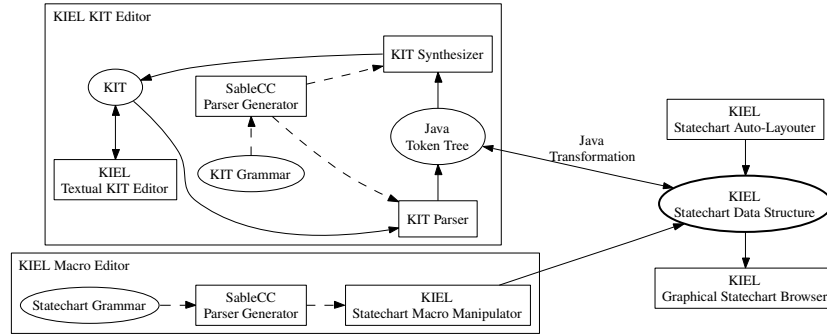 KIEL KIT Editor
KIT Synthesizer
KIT
SableCC
Parser Generator
Java
Token Tree
KIEL
Textual KIT Editor
KIT Grammar
KIT Parser
Java
Transformation
KIEL
Statechart Auto-Layouter
KIEL
Statechart Data Structure
KIEL
Graphical Statechart Browser
KIEL Macro Editor
Statechart Grammar
SableCC
Parser Generator
KIEL
Statechart Macro Manipulator